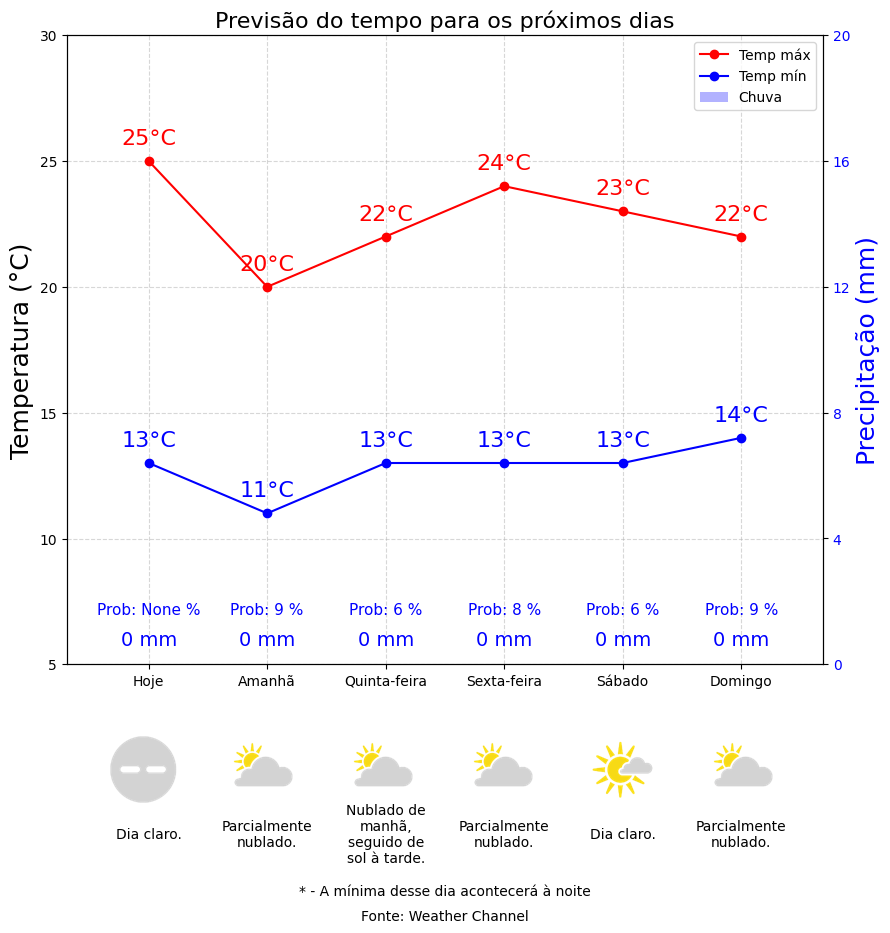 Previsão do tempo para os próximos dias
30
25
20
15
10
5
Temperatura (°C)
20
16
12
8
4
0
Precipitação (mm)
Temp máx
Temp mín
Chuva
25°C
20°C
22°C
24°C
23°C
22°C
13°C
11°C
13°C
13°C
13°C
14°C
Prob: None %
Prob: 9 %
Prob: 6 %
Prob: 8 %
Prob: 6 %
Prob: 9 %
0 mm
0 mm
0 mm
0 mm
0 mm
0 mm
Hoje
Amanhã
Quinta-feira
Sexta-feira
Sábado
Domingo
Dia claro.
Parcialmente
nublado.
Nublado de
manhã,
seguido de
sol à tarde.
Parcialmente
nublado.
Dia claro.
Parcialmente
nublado.
* - A mínima desse dia acontecerá à noite
Fonte: Weather Channel